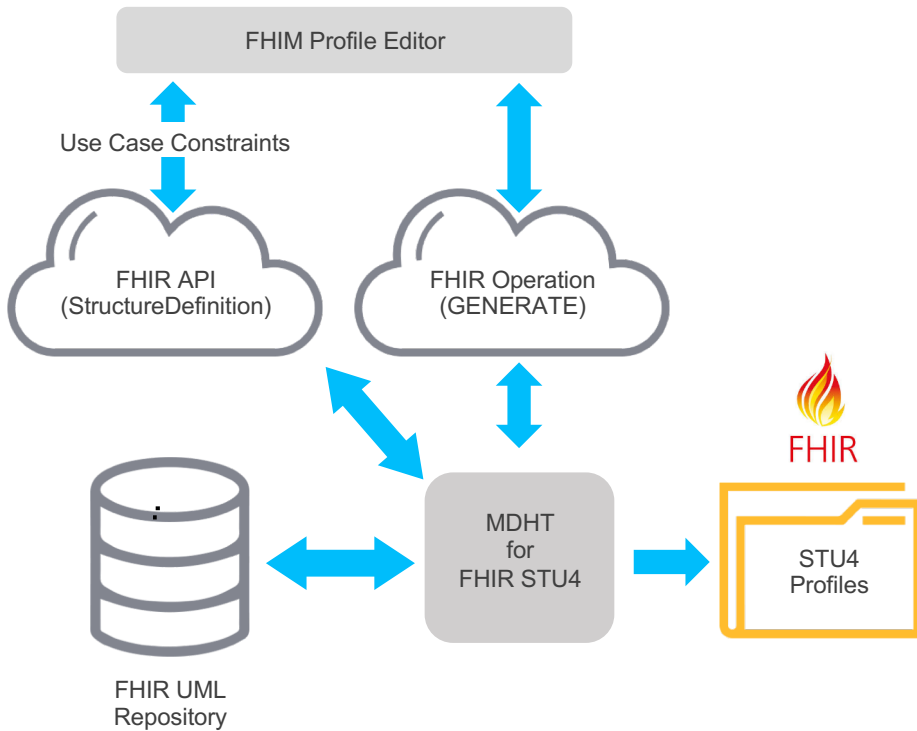 FHIM Profile Editor
Use Case Constraints
FHIR API
(StructureDefinition)
FHIR Operation
(GENERATE)
FHIR
MDHT
for
FHIR STU4
STU4
Profiles
FHIR UML
Repository